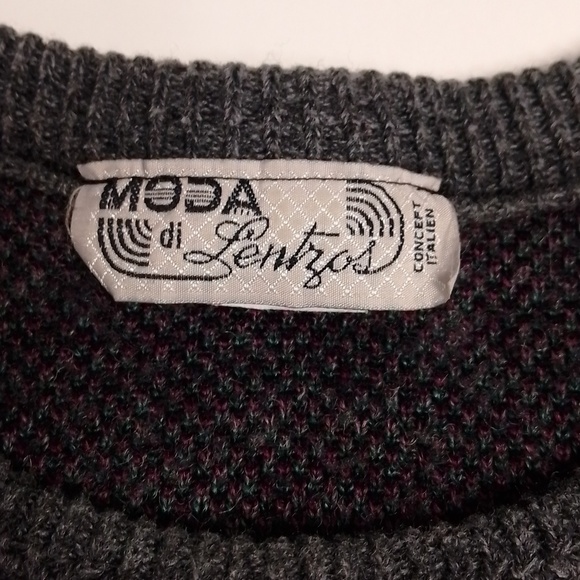 MODA
di Lentzos
CONCEPT
ITALIEN